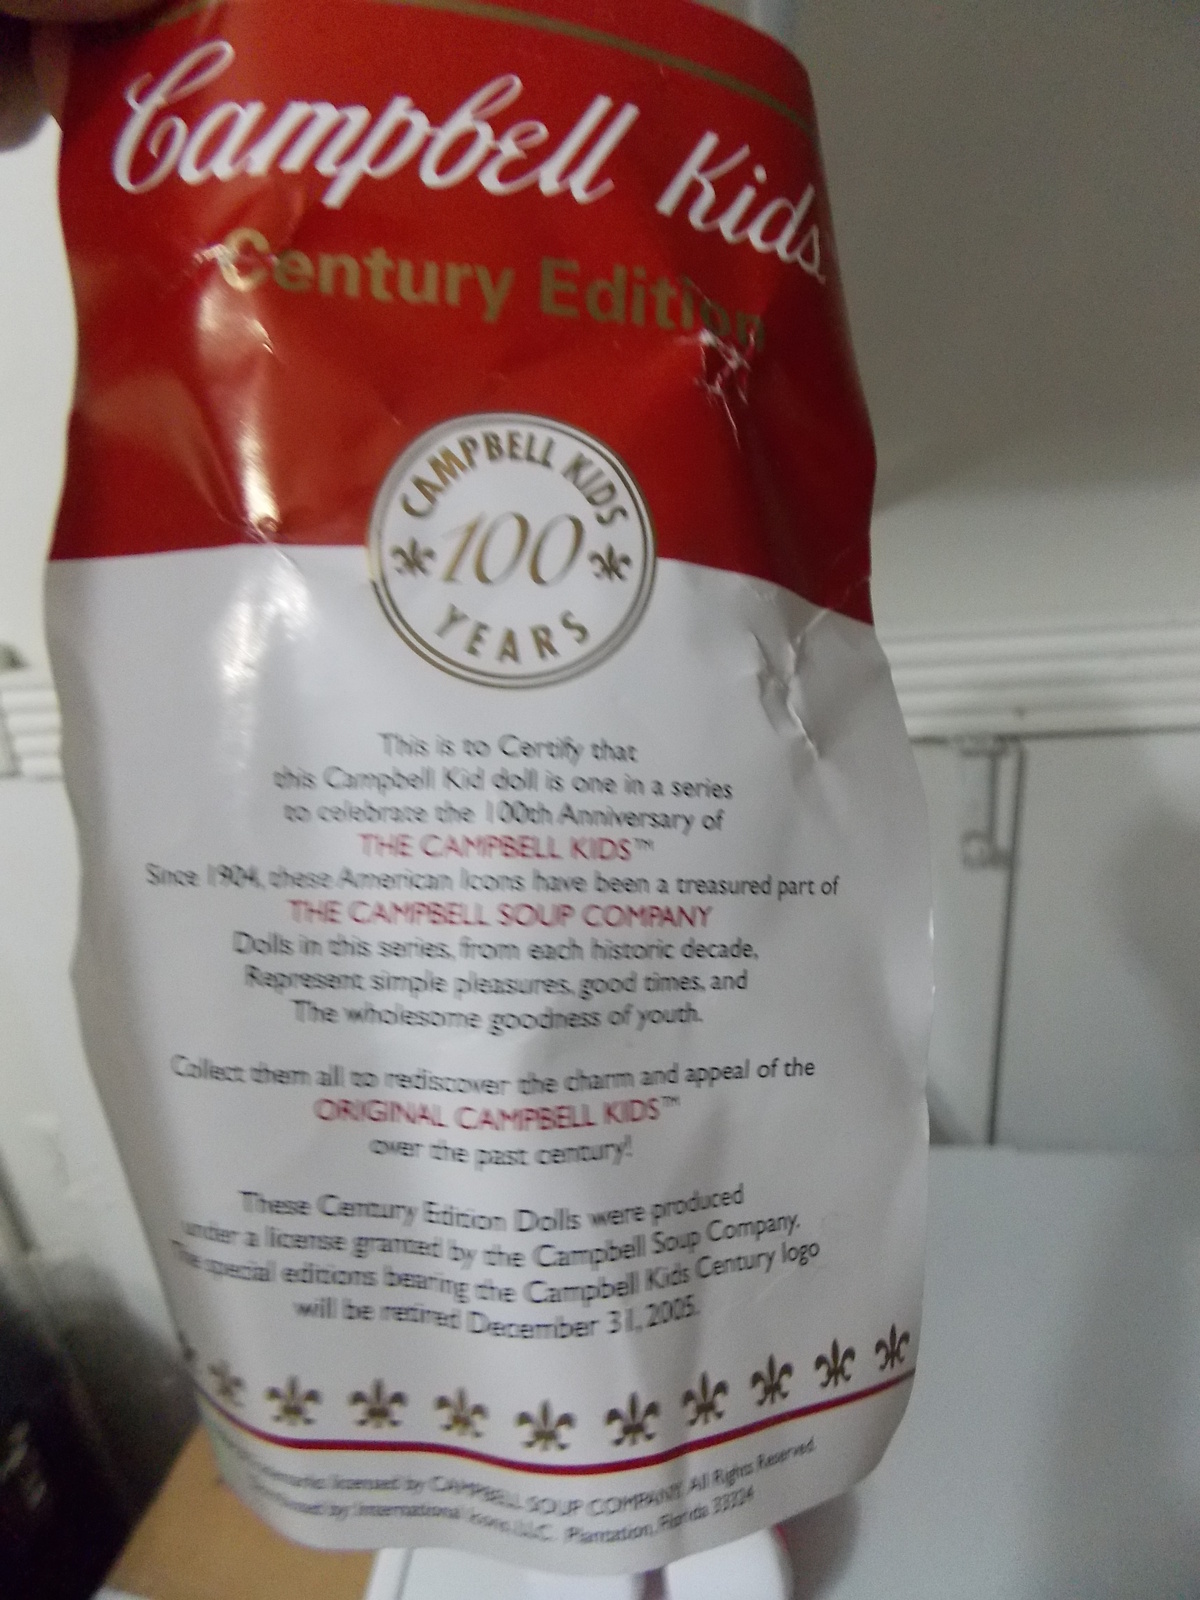 Campbell Kids
Century Edition
CAMPBELL KIDS
100
YEARS
This is to Certify that
this Campbell Kid doll is one in a series
to celebrate the 100th Anniversary of
THE CAMPBELL KIDS™
Since 1904, these American Icons have been a treasured part of
THE CAMPBELL SOUP COMPANY
Dolls in this series, from each historic decade,
Represent simple pleasures, good times, and
The wholesome goodness of youth.
Collect them all to rediscover the charm and appeal of the
ORIGINAL CAMPBELL KIDS™
over the past century!
These Century Edition Dolls were produced
under a license granted by the Campbell Soup Company.
The special editions bearing the Campbell Kids Century logo
will be retired December 31, 2005.
licensed by CAMPBELL SOUP COMPANY. All Rights Reserved.
by International Icons, LLC. Plantation, Florida 33324